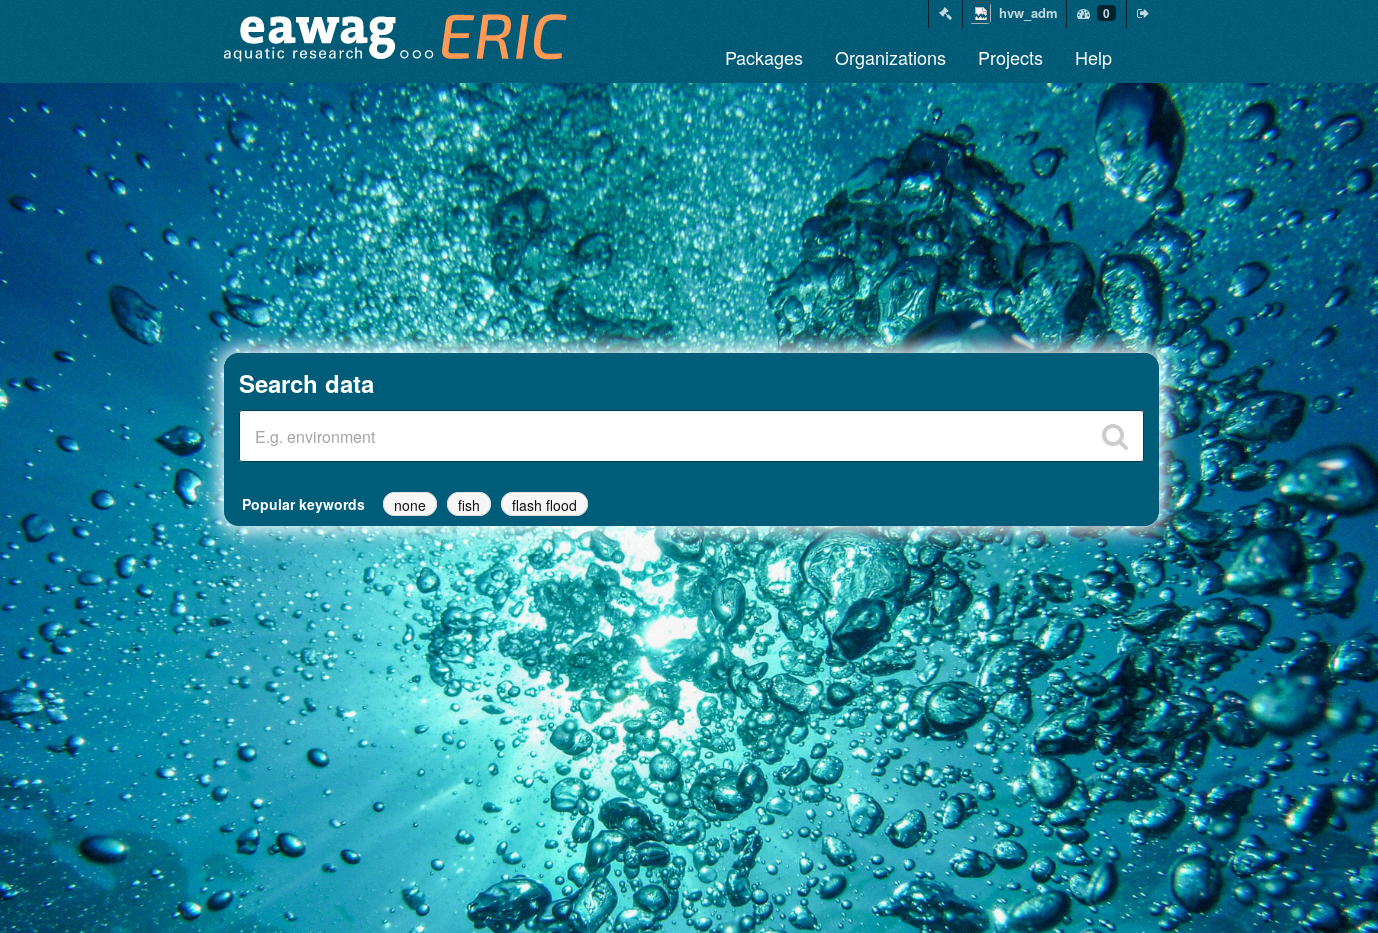 eawag
aquatic research
ERIC
hvw_adm
0
Packages
Organizations
Projects
Help
Search data
E.g. environment
Popular keywords
none
fish
flash flood